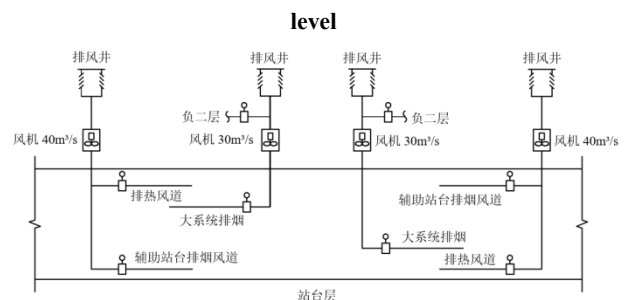 level
排风井 排风井 排风井 排风井
负二层 负二层
风机 40m³/s 风机 30m³/s 风机 30m³/s 风机 40m³/s
排热风道 辅助站台排烟风道
大系统排烟
大系统排烟
辅助站台排烟风道 排热风道
站台层